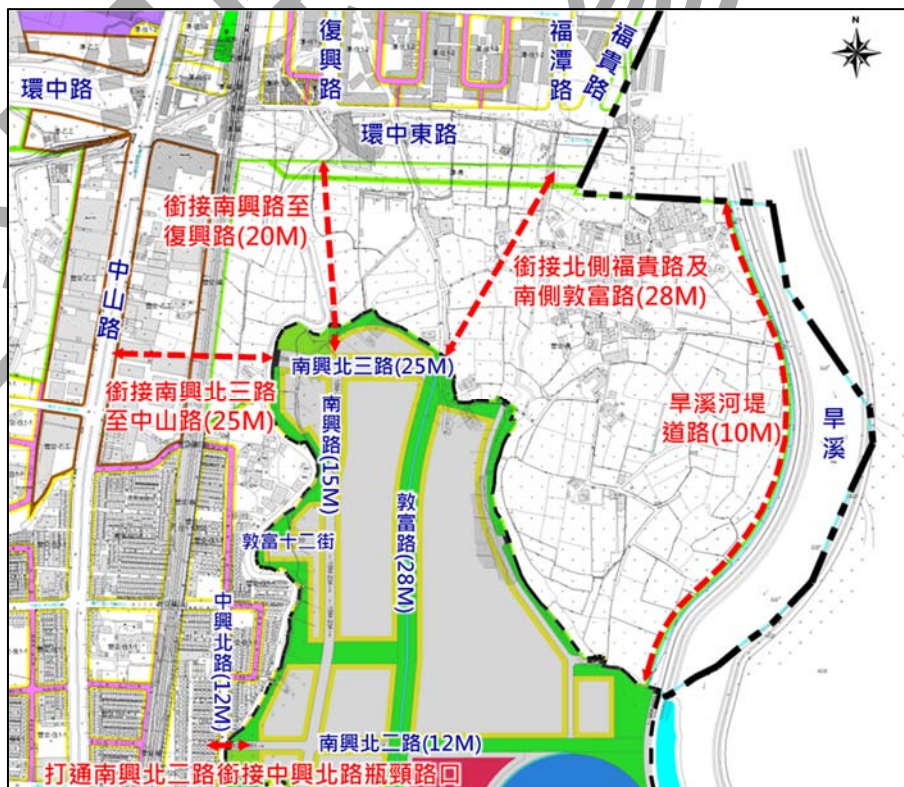 N
復興路
福潭路
福貴路
環中路
環中東路
銜接南興路至
復興路(20M)
銜接北側福貴路及
南側敦富路(28M)
中山路
南興北三路(25M)
銜接南興北三路
至中山路(25M)
旱溪河堤
道路(10M)
旱溪
南興路(15M)
敦富路(28M)
敦富十二街
中興北路(12M)
南興北二路(12M)
打通南興北二路銜接中興北路瓶頸路口